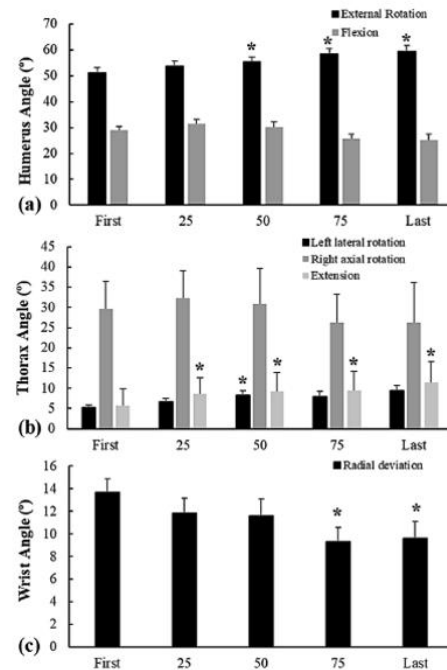 External Rotation
Flexion
70
60
50
40
30
20
10
0
Humerus Angle (º)
* * *
(a)
First 25 50 75 Last
Left lateral rotation
Right axial rotation
Extension
45
40
35
30
25
20
15
10
5
0
Thorax Angle (º)
* * * * *
(b)
First 25 50 75 Last
Radial deviation
16
14
12
10
8
6
4
2
0
Wrist Angle (º)
* *
(c)
First 25 50 75 Last